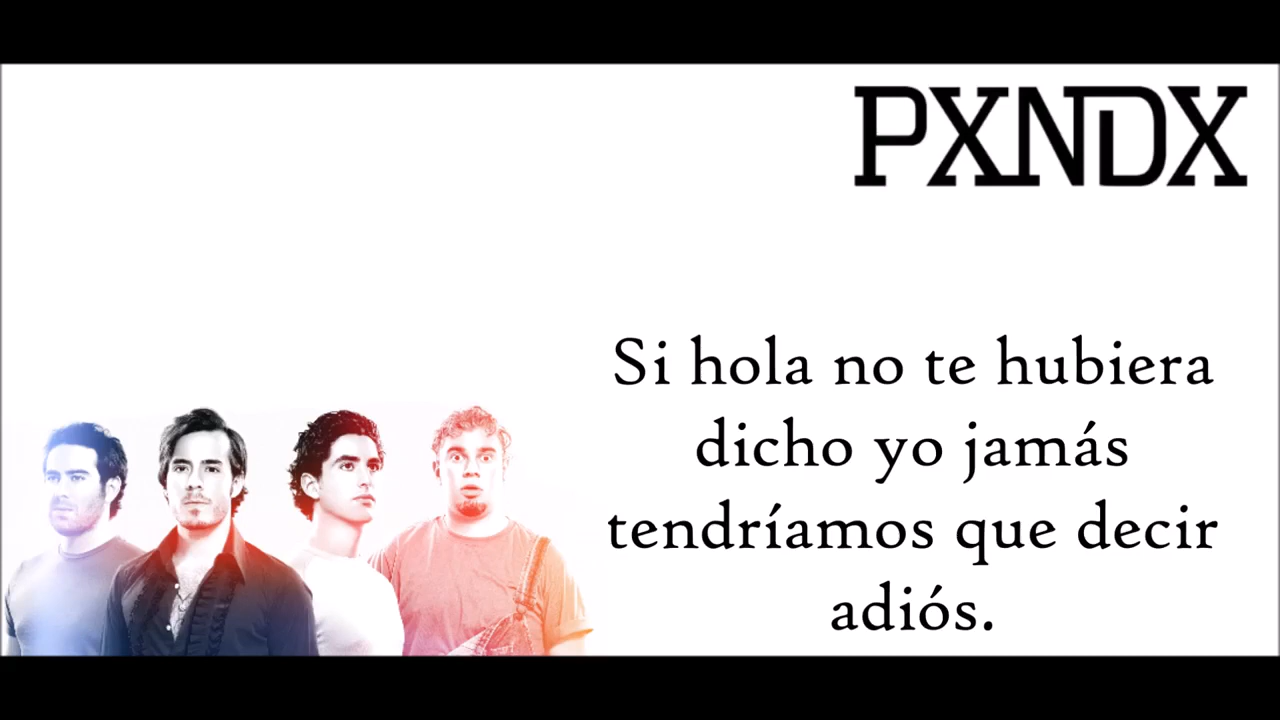 PXNDX
Si hola no te hubiera
dicho yo jamás
tendríamos que decir
adiós.